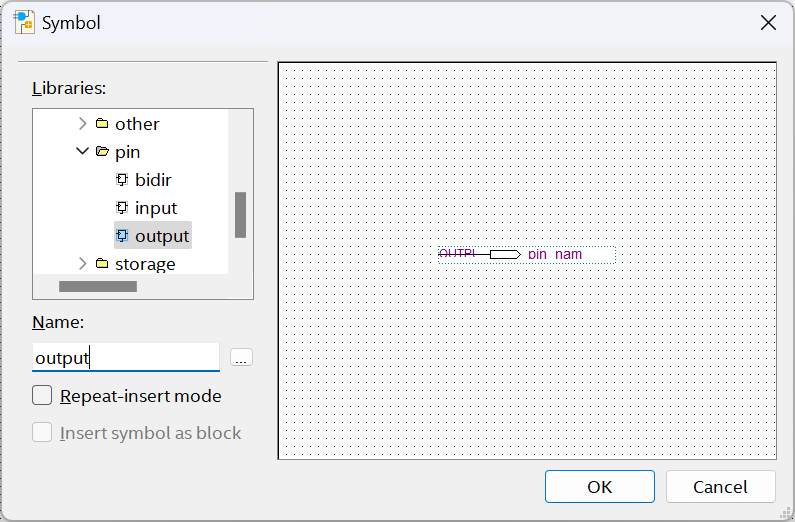 Symbol
Libraries:
other
pin
bidir
input
output
storage
Name:
output
...
Repeat-insert mode
Insert symbol as block
OUTPU
pin_nam
OK
Cancel